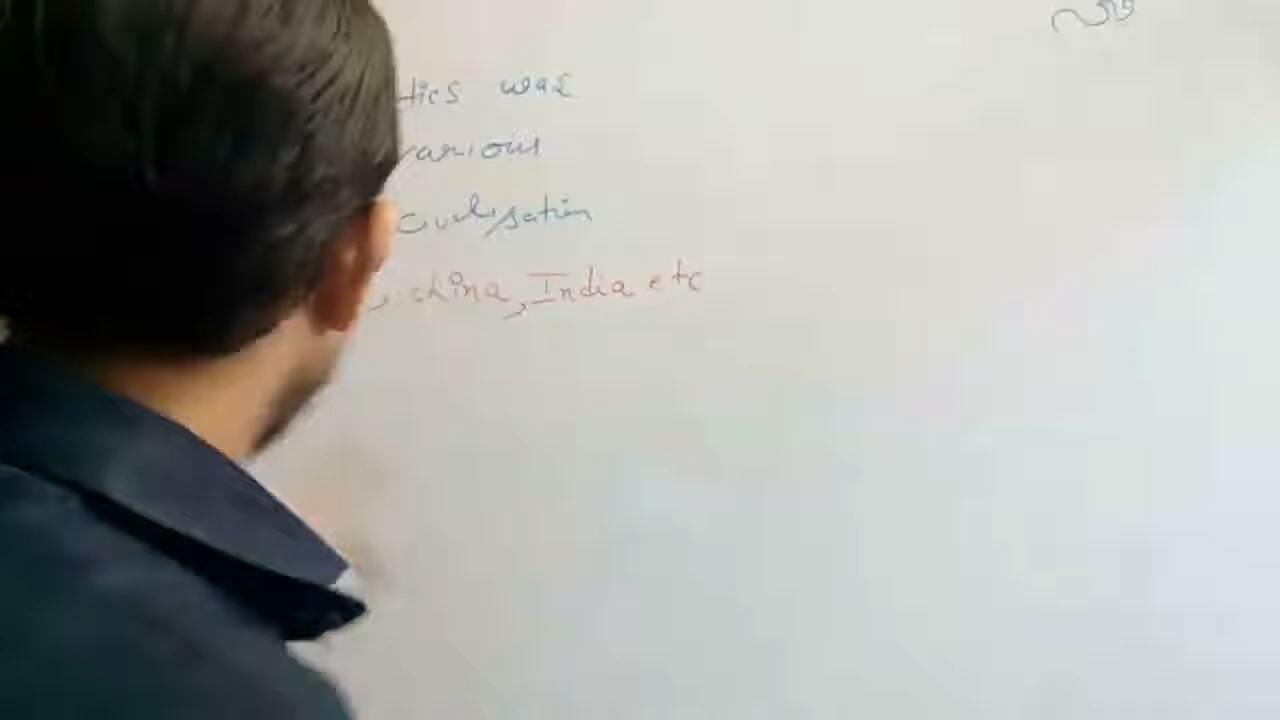 tics was
various
civilisation
, china, India etc